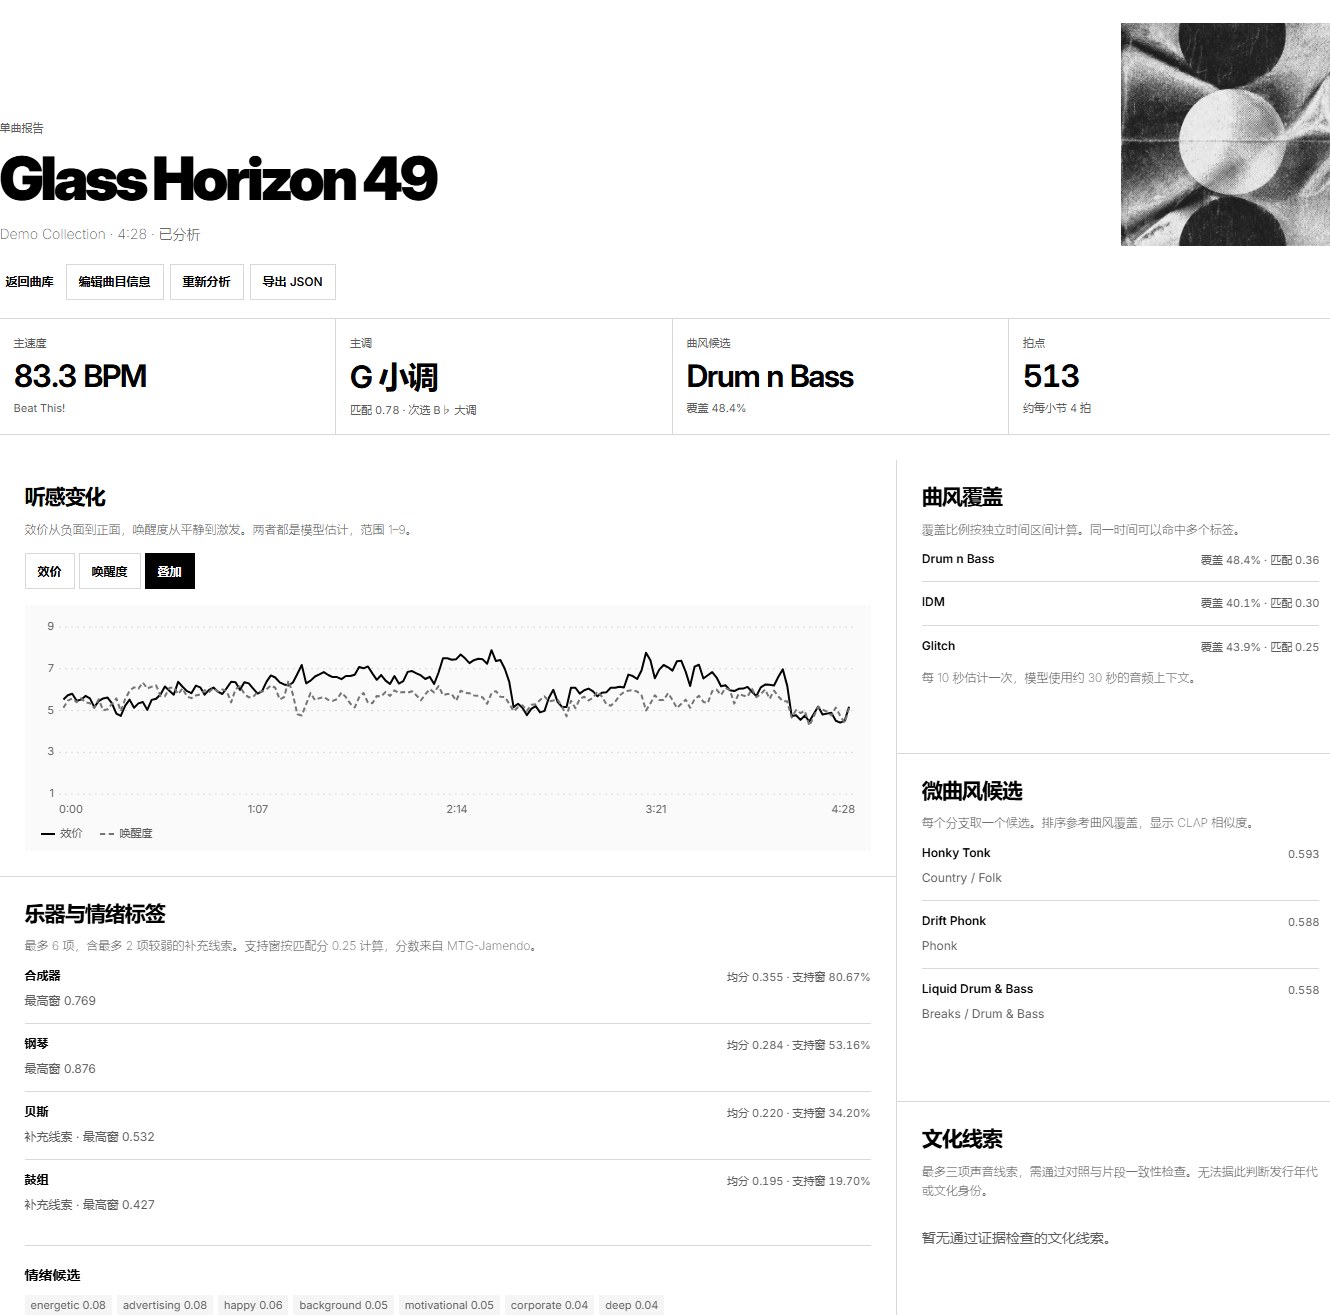 单曲报告
Glass Horizon 49
Demo Collection · 4:28 · 已分析
返回曲库 编辑曲目信息 重新分析 导出 JSON
主速度
83.3 BPM
Beat This!
主调
G 小调
匹配 0.78 · 次选 B♭ 大调
曲风候选
Drum n Bass
覆盖 48.4%
拍点
513
约每小节 4 拍
听感变化
效价从负面到正面，唤醒度从平静到激发。两者都是模型估计，范围 1–9。
效价 唤醒度 叠加
9
7
5
3
1
0:00 1:07 2:14 3:21 4:28
效价 唤醒度
乐器与情绪标签
最多 6 项，含最多 2 项较弱的补充线索。支持窗按匹配分 0.25 计算，分数来自 MTG-Jamendo。
合成器 均分 0.355 · 支持窗 80.67%
最高窗 0.769
钢琴 均分 0.284 · 支持窗 53.16%
最高窗 0.876
贝斯 均分 0.220 · 支持窗 34.20%
补充线索 · 最高窗 0.532
鼓组 均分 0.195 · 支持窗 19.70%
补充线索 · 最高窗 0.427
情绪候选
energetic 0.08 advertising 0.08 happy 0.06 background 0.05 motivational 0.05 corporate 0.04 deep 0.04
曲风覆盖
覆盖比例按独立时间区间计算。同一时间可以命中多个标签。
Drum n Bass 覆盖 48.4% · 匹配 0.36
IDM 覆盖 40.1% · 匹配 0.30
Glitch 覆盖 43.9% · 匹配 0.25
每 10 秒估计一次，模型使用约 30 秒的音频上下文。
微曲风候选
每个分支取一个候选。排序参考曲风覆盖，显示 CLAP 相似度。
Honky Tonk 0.593
Country / Folk
Drift Phonk 0.588
Phonk
Liquid Drum & Bass 0.558
Breaks / Drum & Bass
文化线索
最多三项声音线索，需通过对照与片段一致性检查。无法据此判断发行年代
或文化身份。
暂无通过证据检查的文化线索。